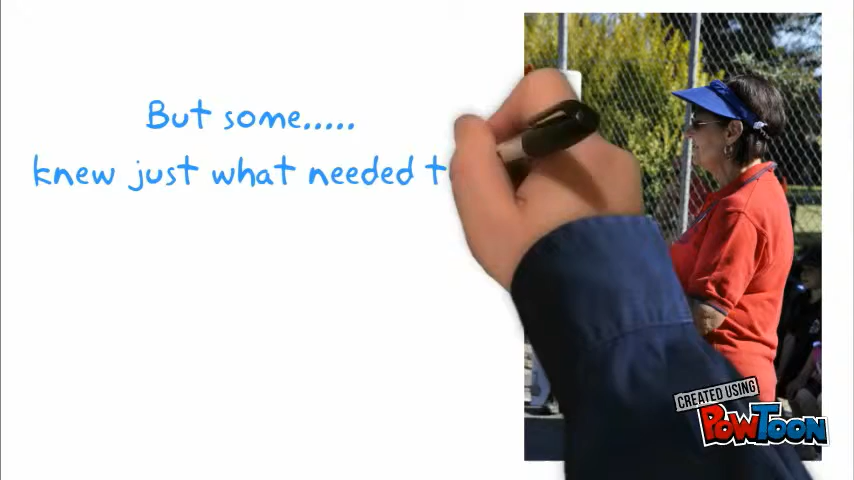 But some.....
knew just what needed t
CREATED USING
POWTOON